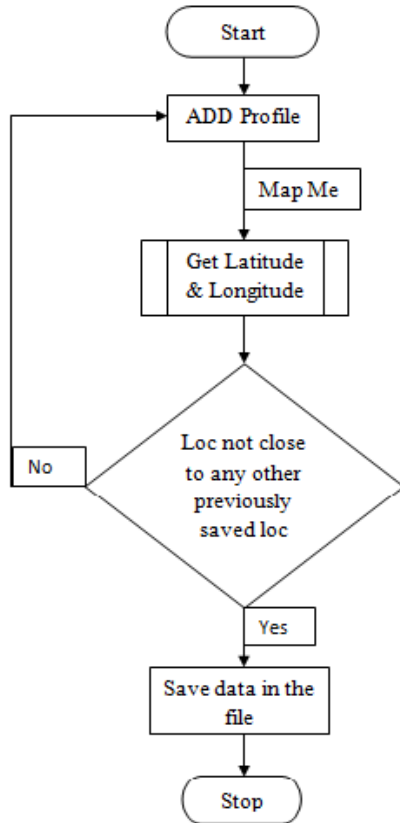 Start
ADD Profile
Map Me
Get Latitude
& Longitude
Loc not close
to any other
previously
saved loc
No
Yes
Save data in the
file
Stop